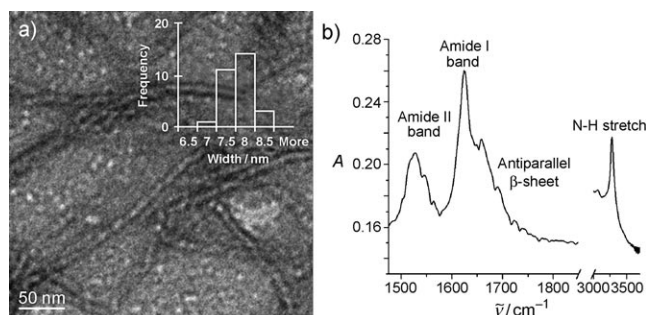 a)
20
10
0
Frequency
6.5 7 7.5 8 8.5 More
Width / nm
50 nm
b)
0.28
0.24
0.20
0.16
A
Amide I
band
Amide II
band
N-H stretch
Antiparallel
β-sheet
1500 1600 1700 1800 3000 3500
ṽ / cm⁻¹